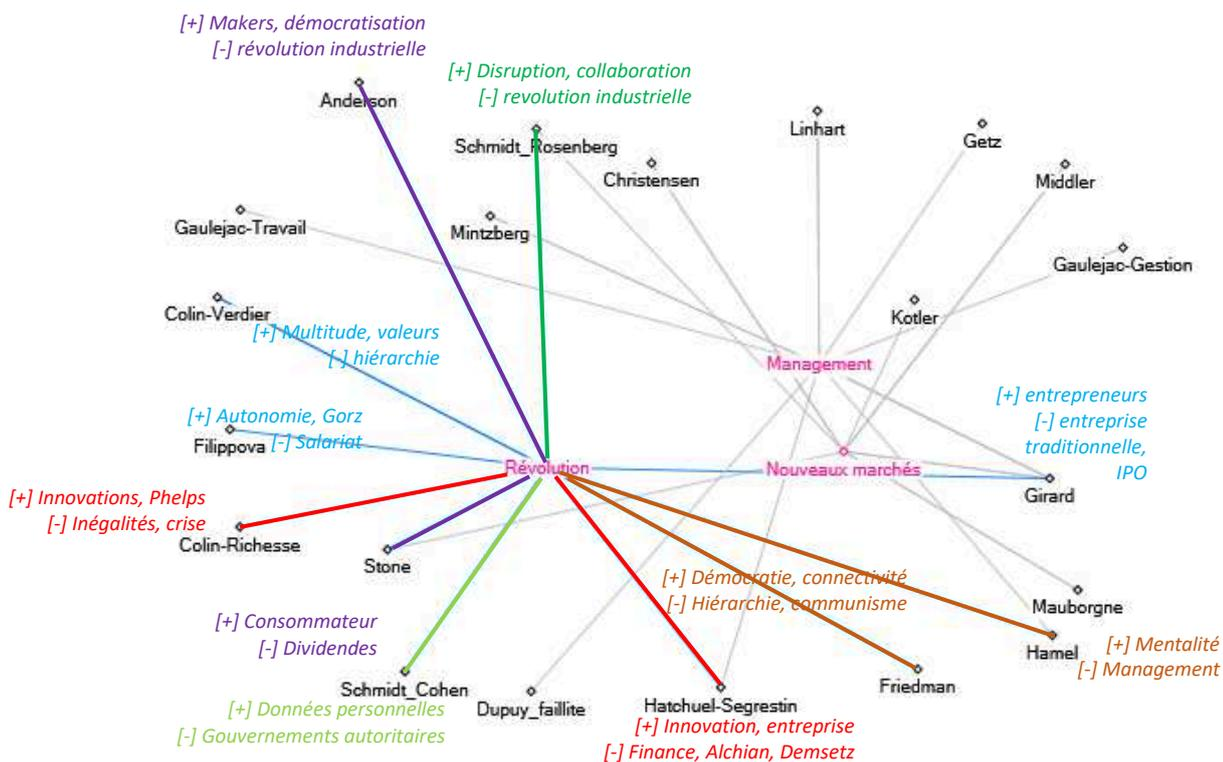 [+] Makers, démocratisation
[-] révolution industrielle
Anderson
[+] Disruption, collaboration
[-] revolution industrielle
Schmidt_Rosenberg
Christensen
Linhart
Getz
Middler
Gaulejac-Travail
Mintzberg
Gaulejac-Gestion
Colin-Verdier
[+] Multitude, valeurs
[-] hiérarchie
Kotler
Management
[+] entrepreneurs
[-] entreprise
traditionnelle,
IPO
[+] Autonomie, Gorz
[-] Salariat
Filippova
Révolution
Nouveaux marchés
Girard
[+] Innovations, Phelps
[-] Inégalités, crise
Colin-Richesse
Stone
[+] Démocratie, connectivité
[-] Hiérarchie, communisme
Mauborgne
[+] Consommateur
[-] Dividendes
Hamel
[+] Mentalité
[-] Management
Schmidt_Cohen
Dupuy_faillite
Hatchuel-Segrestin
Friedman
[+] Données personnelles
[-] Gouvernements autoritaires
[+] Innovation, entreprise
[-] Finance, Alchian, Demsetz